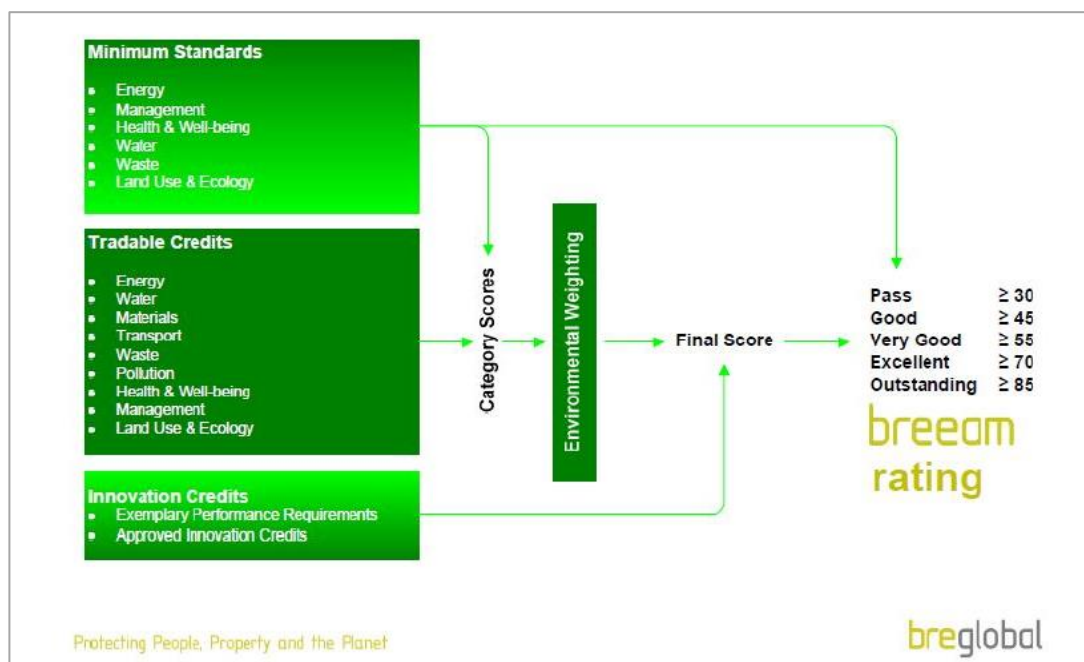 Minimum Standards
• Energy
• Management
• Health & Well-being
• Water
• Waste
• Land Use & Ecology
Tradable Credits
• Energy
• Water
• Materials
• Transport
• Waste
• Pollution
• Health & Well-being
• Management
• Land Use & Ecology
Innovation Credits
• Exemplary Performance Requirements
• Approved Innovation Credits
Category Scores
Environmental Weighting
Final Score
Pass ≥ 30
Good ≥ 45
Very Good ≥ 55
Excellent ≥ 70
Outstanding ≥ 85
breeam
rating
Protecting People, Property and the Planet
breglobal